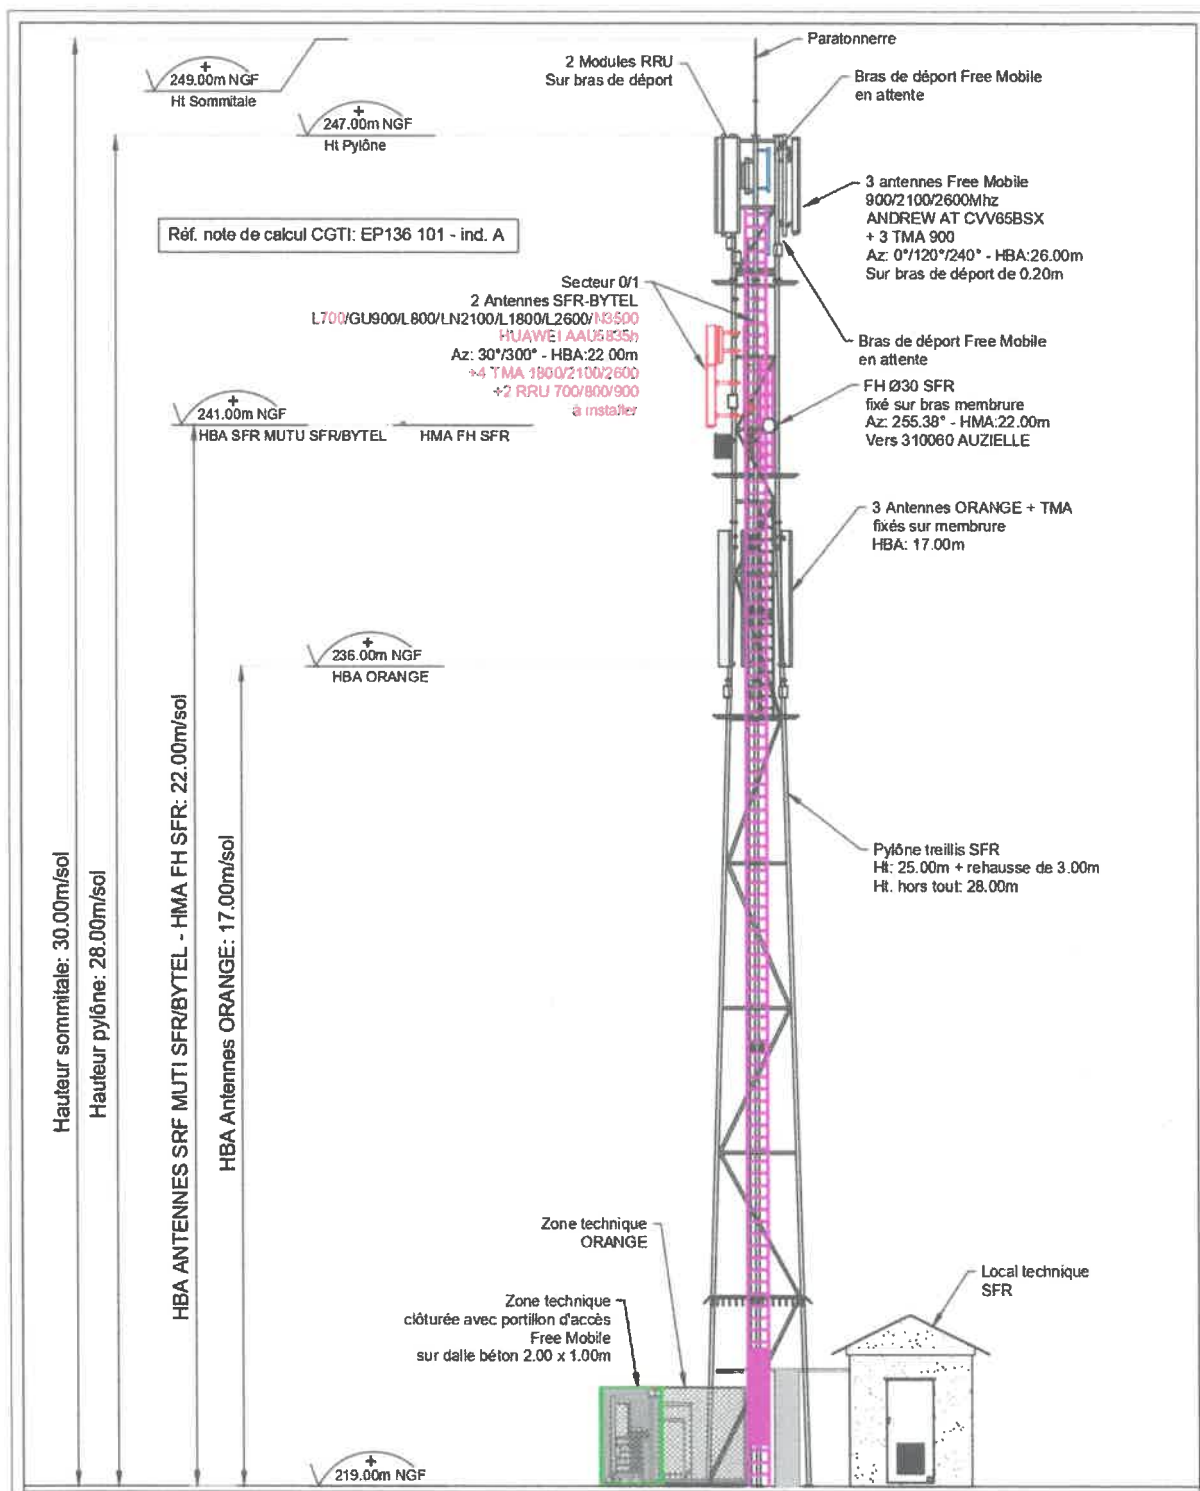 Paratonnerre
2 Modules RRU
Sur bras de déport
Bras de déport Free Mobile
en attente
249.00m NGF
Ht Sommitale
247.00m NGF
Ht Pylône
3 antennes Free Mobile
900/2100/2600Mhz
ANDREW AT CVV65BSX
+ 3 TMA 900
Az: 0°/120°/240° - HBA:26.00m
Sur bras de déport de 0.20m
Réf. note de calcul CGTI: EP136 101 - ind. A
Secteur 0/1
2 Antennes SFR-BYTEL
L700/GU900/L800/LN2100/L1800/L2600/N3500
HUAWEI AAU5835h
Az: 30°/300° - HBA:22 00m
+4 TMA 1800/2100/2600
+2 RRU 700/800/900
à installer
Bras de déport Free Mobile
en attente
FH Ø30 SFR
fixé sur bras membrure
Az: 255.38° - HMA:22.00m
Vers 310060 AUZIELLE
241.00m NGF
HBA SFR MUTU SFR/BYTEL
HMA FH SFR
3 Antennes ORANGE + TMA
fixés sur membrure
HBA: 17.00m
236.00m NGF
HBA ORANGE
Pylône treillis SFR
Ht: 25.00m + rehausse de 3.00m
Ht. hors tout: 28.00m
Hauteur sommitale: 30.00m/sol
Hauteur pylône: 28.00m/sol
HBA ANTENNES SRF MUTI SFR/BYTEL - HMA FH SFR: 22.00m/sol
HBA Antennes ORANGE: 17.00m/sol
Zone technique
ORANGE
Zone technique
clôturée avec portillon d'accès
Free Mobile
sur dalle béton 2.00 x 1.00m
Local technique
SFR
219.00m NGF